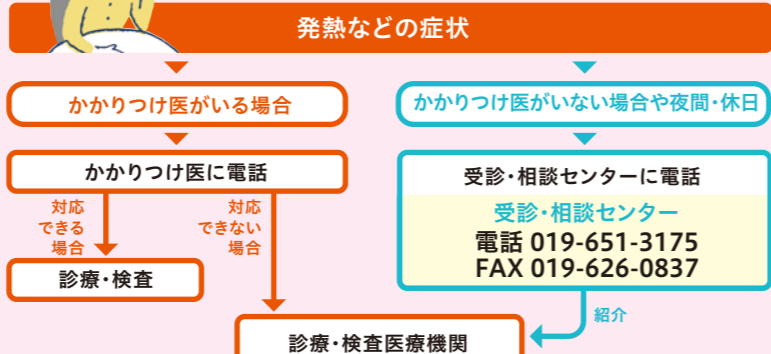 発熱などの症状
かかりつけ医がいる場合
かかりつけ医がいない場合や夜間・休日
かかりつけ医に電話
対応
できる
場合
対応
できない
場合
診療・検査
受診・相談センターに電話
受診・相談センター
電話 019-651-3175
FAX 019-626-0837
紹介
診療・検査医療機関